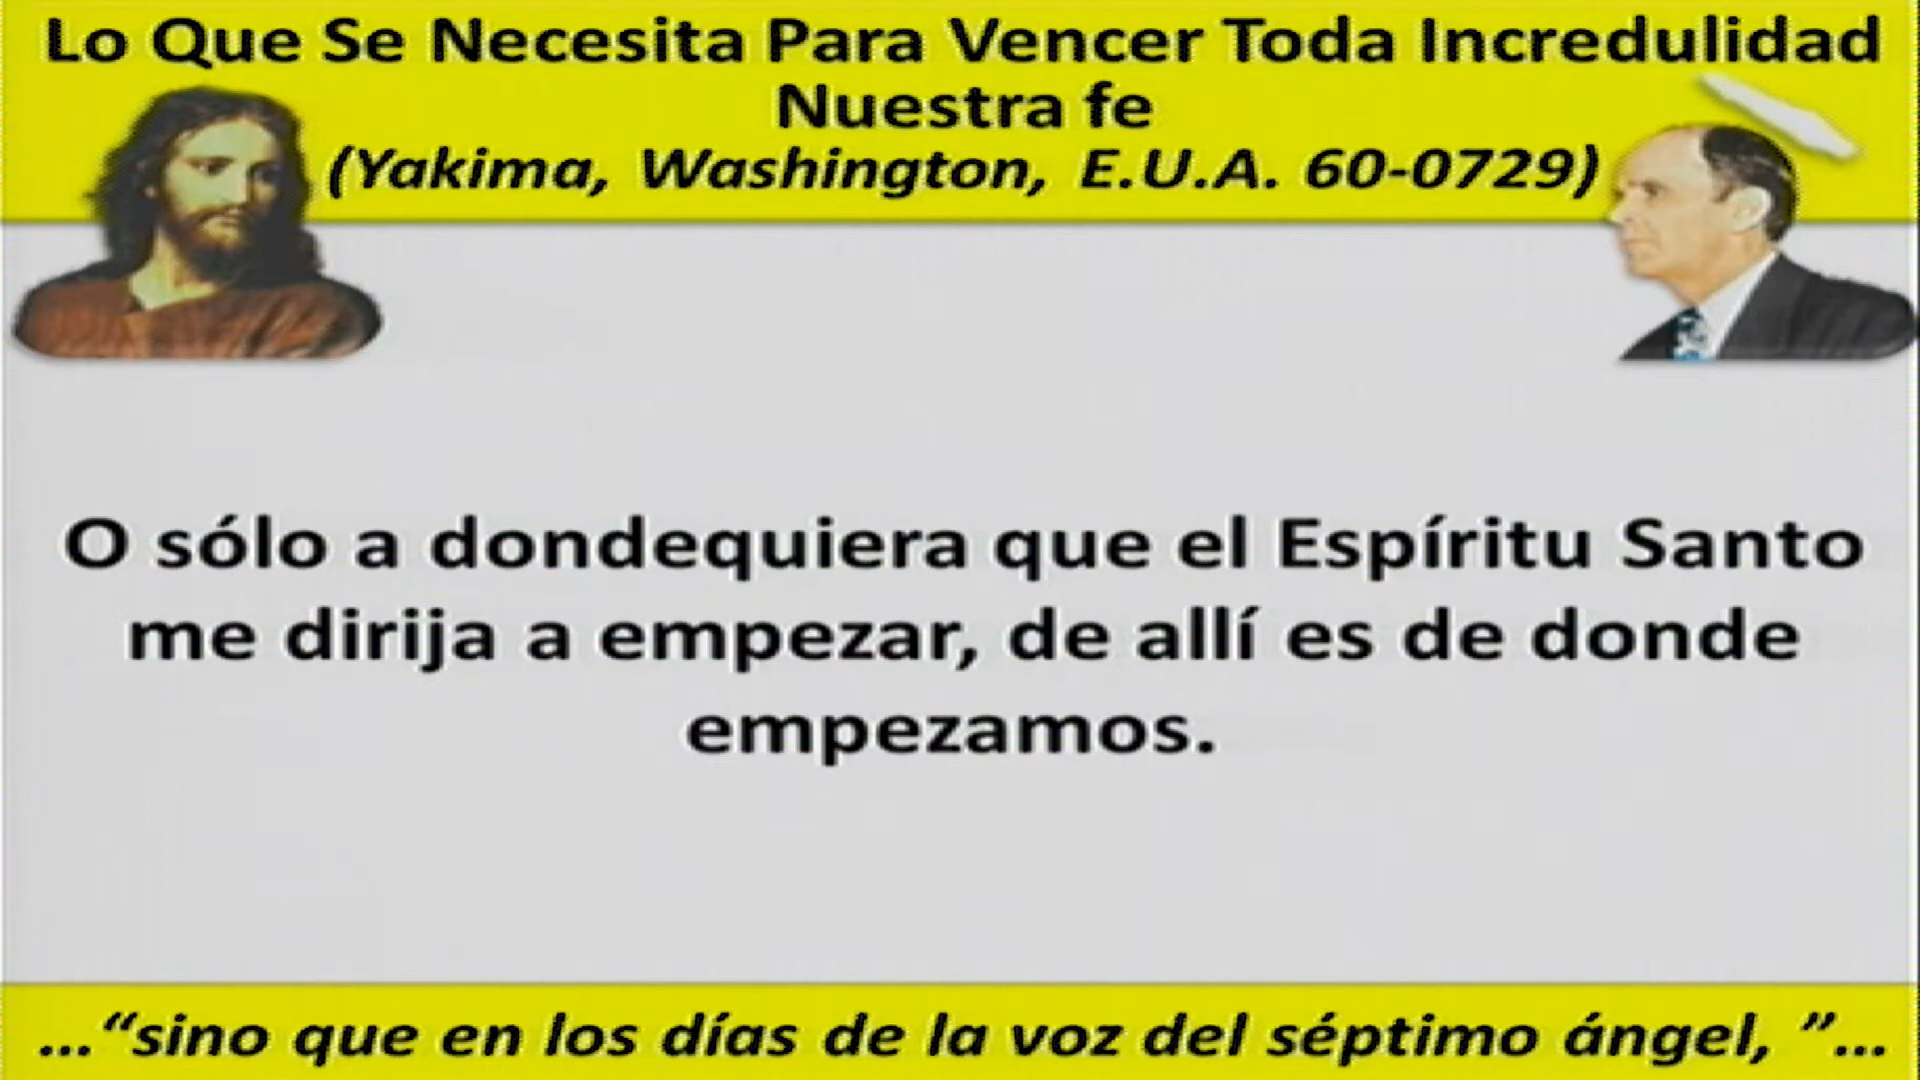 Lo Que Se Necesita Para Vencer Toda Incredulidad
Nuestra fe
(Yakima, Washington, E.U.A. 60-0729)
O sólo a dondequiera que el Espíritu Santo
me dirija a empezar, de allí es de donde
empezamos.
...“sino que en los días de la voz del séptimo ángel, ”...